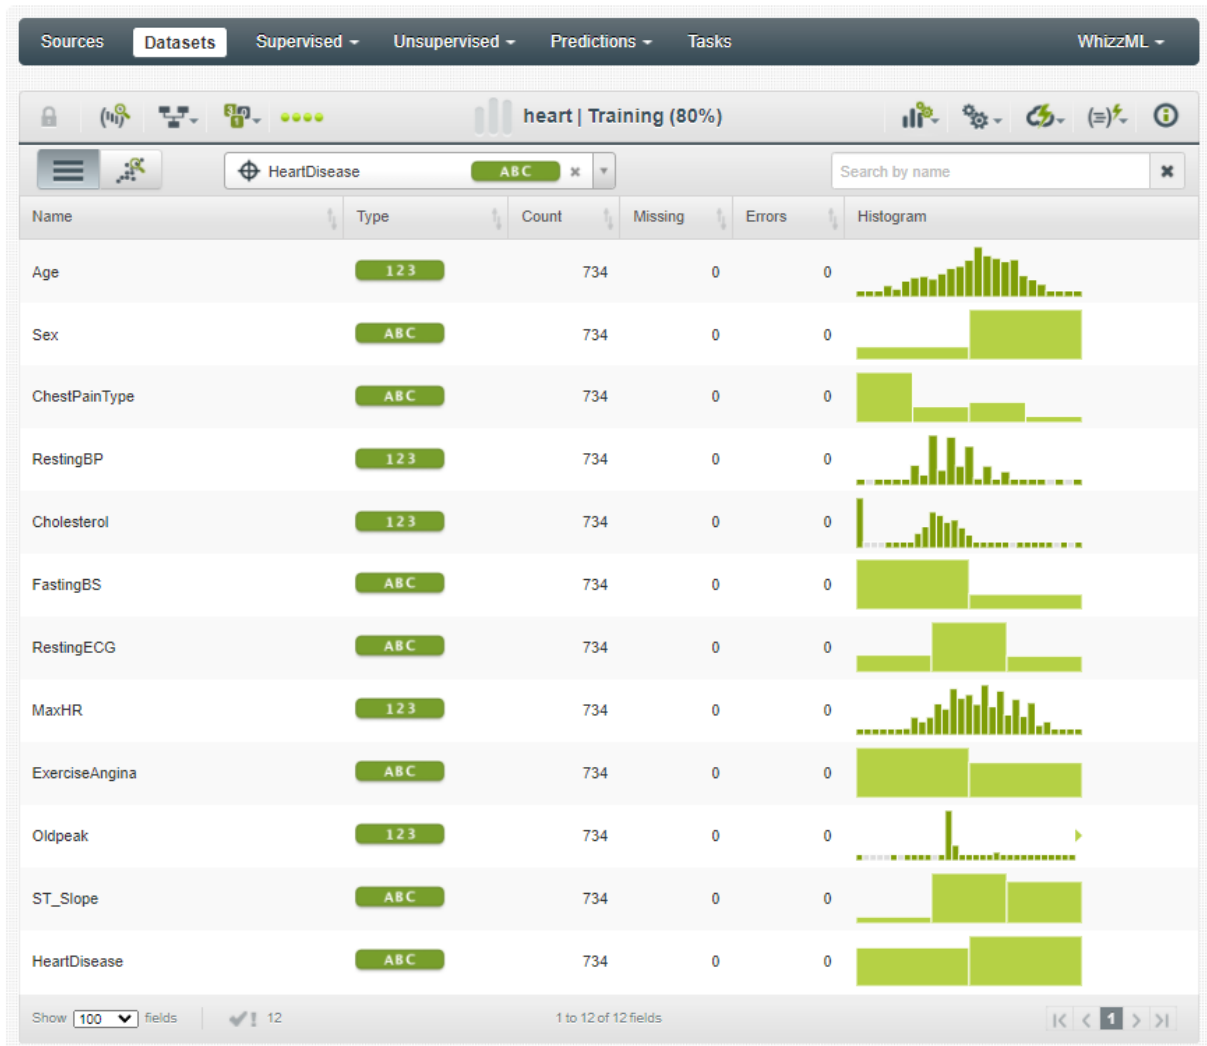 Sources Datasets Supervised Unsupervised Predictions Tasks WhizzML
heart | Training (80%)
HeartDisease ABC Search by name
Name Type Count Missing Errors Histogram
Age 123 734 0 0
Sex ABC 734 0 0
ChestPainType ABC 734 0 0
RestingBP 123 734 0 0
Cholesterol 123 734 0 0
FastingBS ABC 734 0 0
RestingECG ABC 734 0 0
MaxHR 123 734 0 0
ExerciseAngina ABC 734 0 0
Oldpeak 123 734 0 0
ST_Slope ABC 734 0 0
HeartDisease ABC 734 0 0
Show 100 fields 12 1 to 12 of 12 fields 1